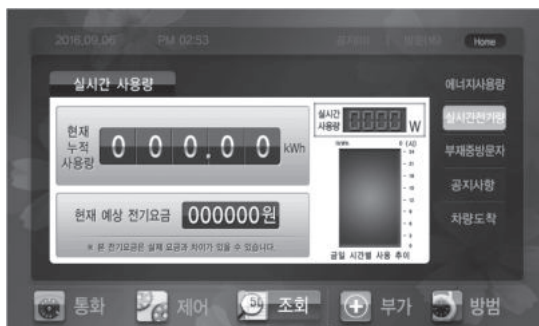 2016.09.06 PM 02:53
Home
실시간 사용량
현재
누적
사용량
0 0 0.0 0 kWh
현재 예상 전기요금 000000원
※ 본 전기요금은 실제 요금과 차이가 있을 수 있습니다.
실시간
사용량 0000 W
금일 시간별 사용 추이
에너지사용량
실시간전기량
부재중방문자
공지사항
차량도착
통화 제어 조회 부가 방범